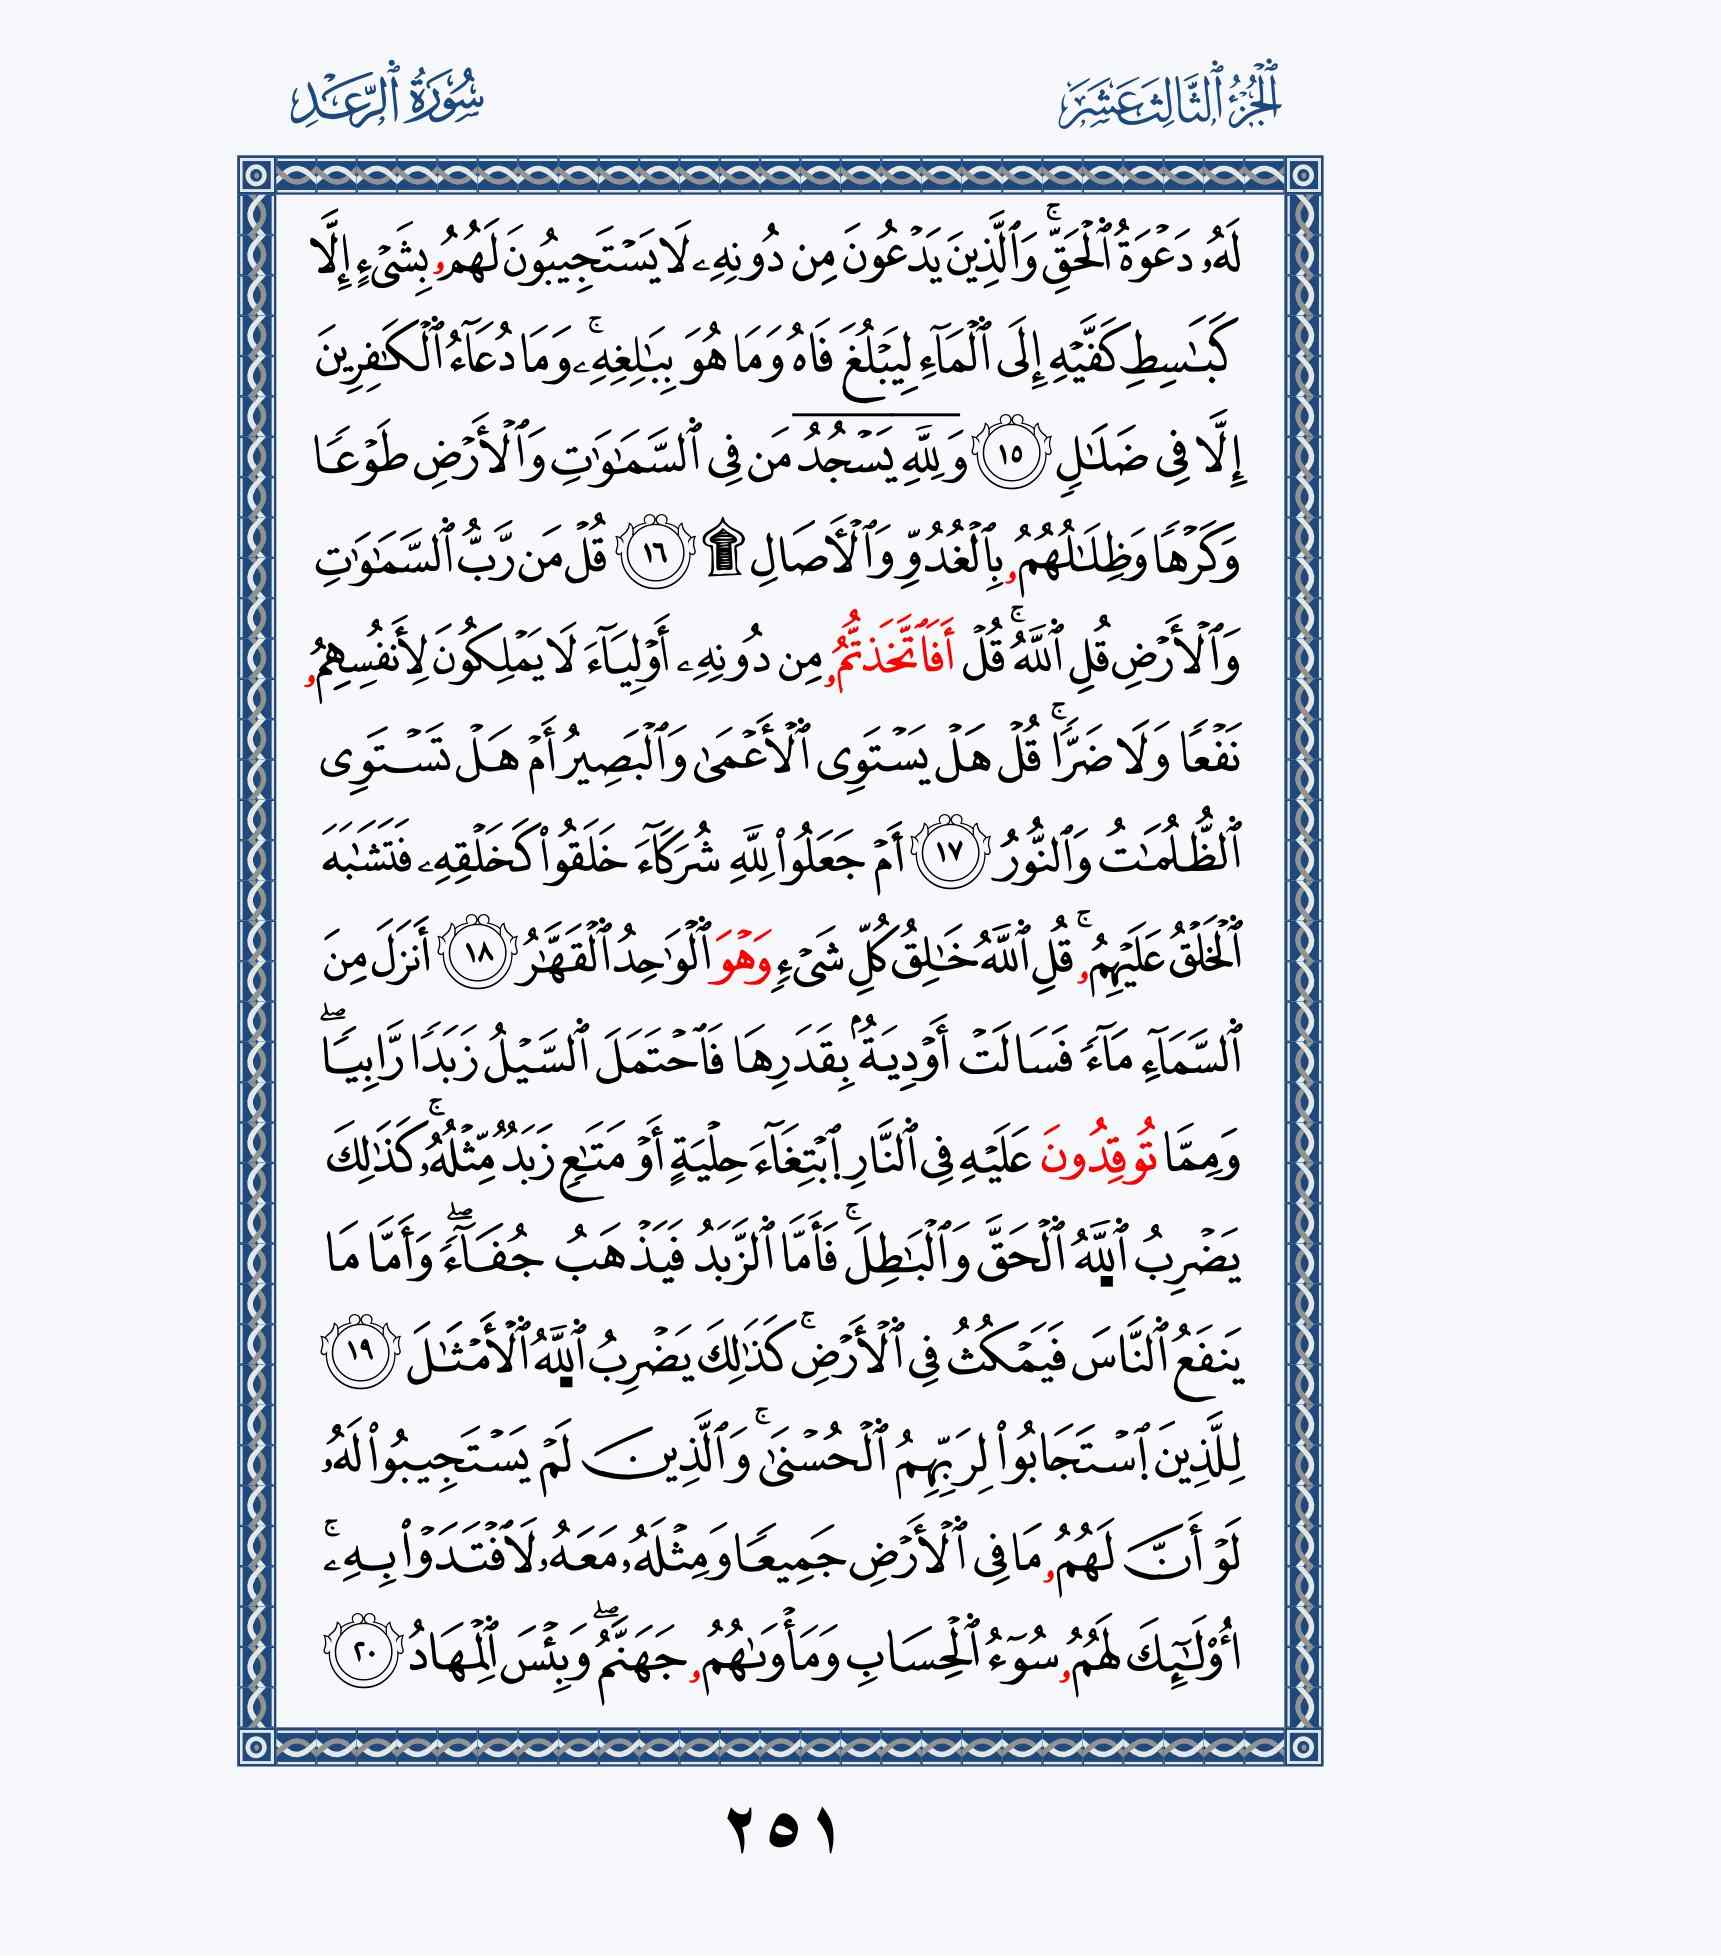 ٱلْجُزْءُ ٱلثَّالِثَ عَشَرَ
سُورَةُ ٱلرَّعْدِ
لَهُۥ دَعْوَةُ ٱلْحَقِّۚ وَٱلَّذِينَ يَدْعُونَ مِن دُونِهِۦ لَا يَسْتَجِيبُونَ لَهُمُۥ بِشَىْءٍ إِلَّا
كَبَٰسِطِ كَفَّيْهِ إِلَى ٱلْمَآءِ لِيَبْلُغَ فَاهُ وَمَا هُوَ بِبَٰلِغِهِۦۚ وَمَا دُعَآءُ ٱلْكَٰفِرِينَ
إِلَّا فِى ضَلَٰلٖ ١٥ وَلِلَّهِ يَسْجُدُ مَن فِى ٱلسَّمَٰوَٰتِ وَٱلْأَرْضِ طَوْعًا
وَكَرْهًا وَظِلَٰلُهُمُۥ بِٱلْغُدُوِّ وَٱلْأَصَالِ ۩ ١٦ قُلْ مَن رَّبُّ ٱلسَّمَٰوَٰتِ
وَٱلْأَرْضِ قُلِ ٱللَّهُۚ قُلْ أَفَٱتَّخَذتُّمُۥ مِن دُونِهِۦ أَوْلِيَآءَ لَا يَمْلِكُونَ لِأَنفُسِهِمُۥ
نَفْعًا وَلَا ضَرًّاۚ قُلْ هَلْ يَسْتَوِى ٱلْأَعْمَىٰ وَٱلْبَصِيرُ أَمْ هَلْ تَسْتَوِى
ٱلظُّلُمَٰتُ وَٱلنُّورُ ١٧ أَمْ جَعَلُوا۟ لِلَّهِ شُرَكَآءَ خَلَقُوا۟ كَخَلْقِهِۦ فَتَشَٰبَهَ
ٱلْخَلْقُ عَلَيْهِمُۥۚ قُلِ ٱللَّهُ خَٰلِقُ كُلِّ شَىْءٍ وَهْوَ ٱلْوَٰحِدُ ٱلْقَهَّٰرُ ١٨ أَنزَلَ مِنَ
ٱلسَّمَآءِ مَآءً فَسَالَتْ أَوْدِيَةُۢ بِقَدَرِهَا فَٱحْتَمَلَ ٱلسَّيْلُ زَبَدًا رَّابِيًاۖ
وَمِمَّا تُوقِدُونَ عَلَيْهِ فِى ٱلنَّارِ ٱبْتِغَآءَ حِلْيَةٍ أَوْ مَتَٰعٖ زَبَدٌ مِّثْلُهُۥۚ كَذَٰلِكَ
يَضْرِبُ ٱللَّهُ ٱلْحَقَّ وَٱلْبَٰطِلَۚ فَأَمَّا ٱلزَّبَدُ فَيَذْهَبُ جُفَآءًۖ وَأَمَّا مَا
يَنفَعُ ٱلنَّاسَ فَيَمْكُثُ فِى ٱلْأَرْضِۚ كَذَٰلِكَ يَضْرِبُ ٱللَّهُ ٱلْأَمْثَٰلَ ١٩
لِلَّذِينَ ٱسْتَجَابُوا۟ لِرَبِّهِمُ ٱلْحُسْنَىٰۚ وَٱلَّذِينَ لَمْ يَسْتَجِيبُوا۟ لَهُۥ
لَوْ أَنَّ لَهُمُۥ مَا فِى ٱلْأَرْضِ جَمِيعًا وَمِثْلَهُۥ مَعَهُۥ لَٱفْتَدَوْا۟ بِهِۦۚ
أُو۟لَٰٓئِكَ لَهُمُۥ سُوٓءُ ٱلْحِسَابِ وَمَأْوَىٰهُمُۥ جَهَنَّمُۖ وَبِئْسَ ٱلْمِهَادُ ٢٠
٢٥١